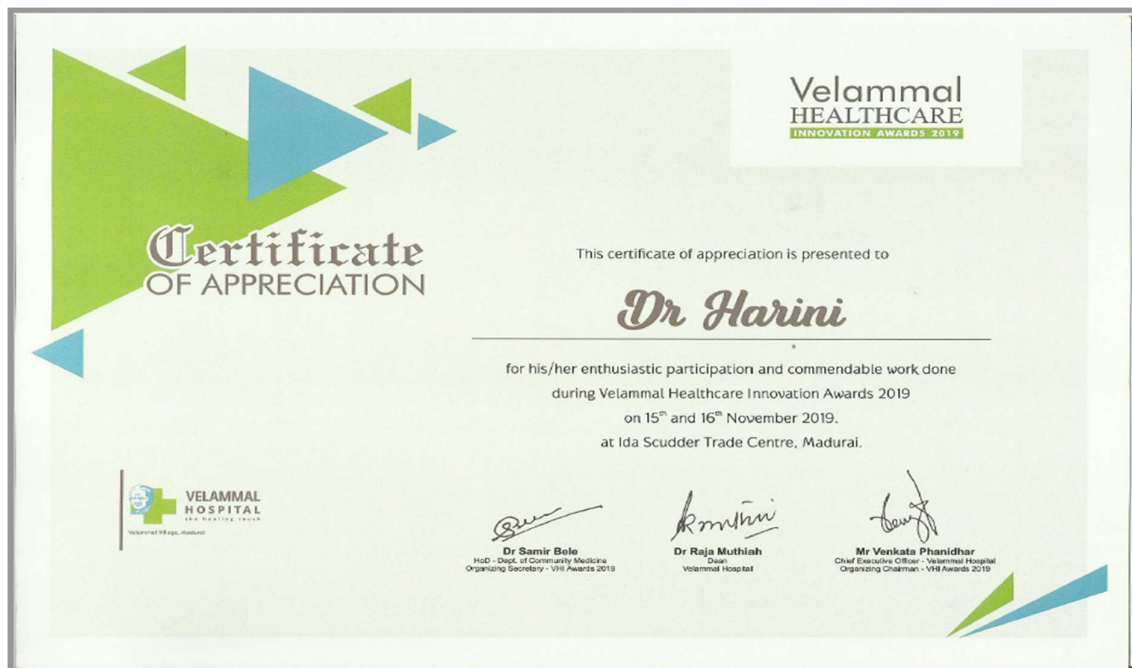 Velammal
HEALTHCARE
INNOVATION AWARDS 2019
Certificate
OF APPRECIATION
This certificate of appreciation is presented to
Dr Harini
for his/her enthusiastic participation and commendable work done
during Velammal Healthcare Innovation Awards 2019
on 15th and 16th November 2019.
at Ida Scudder Trade Centre, Madurai.
VELAMMAL
HOSPITAL
the healing touch
Velammal Village, Madurai
Dr Samir Bele
HoD - Dept. of Community Medicine
Organizing Secretary - VHI Awards 2019
Dr Raja Muthiah
Dean
Velammal Hospital
Mr Venkata Phanidhar
Chief Executive Officer - Velammal Hospital
Organizing Chairman - VHI Awards 2019